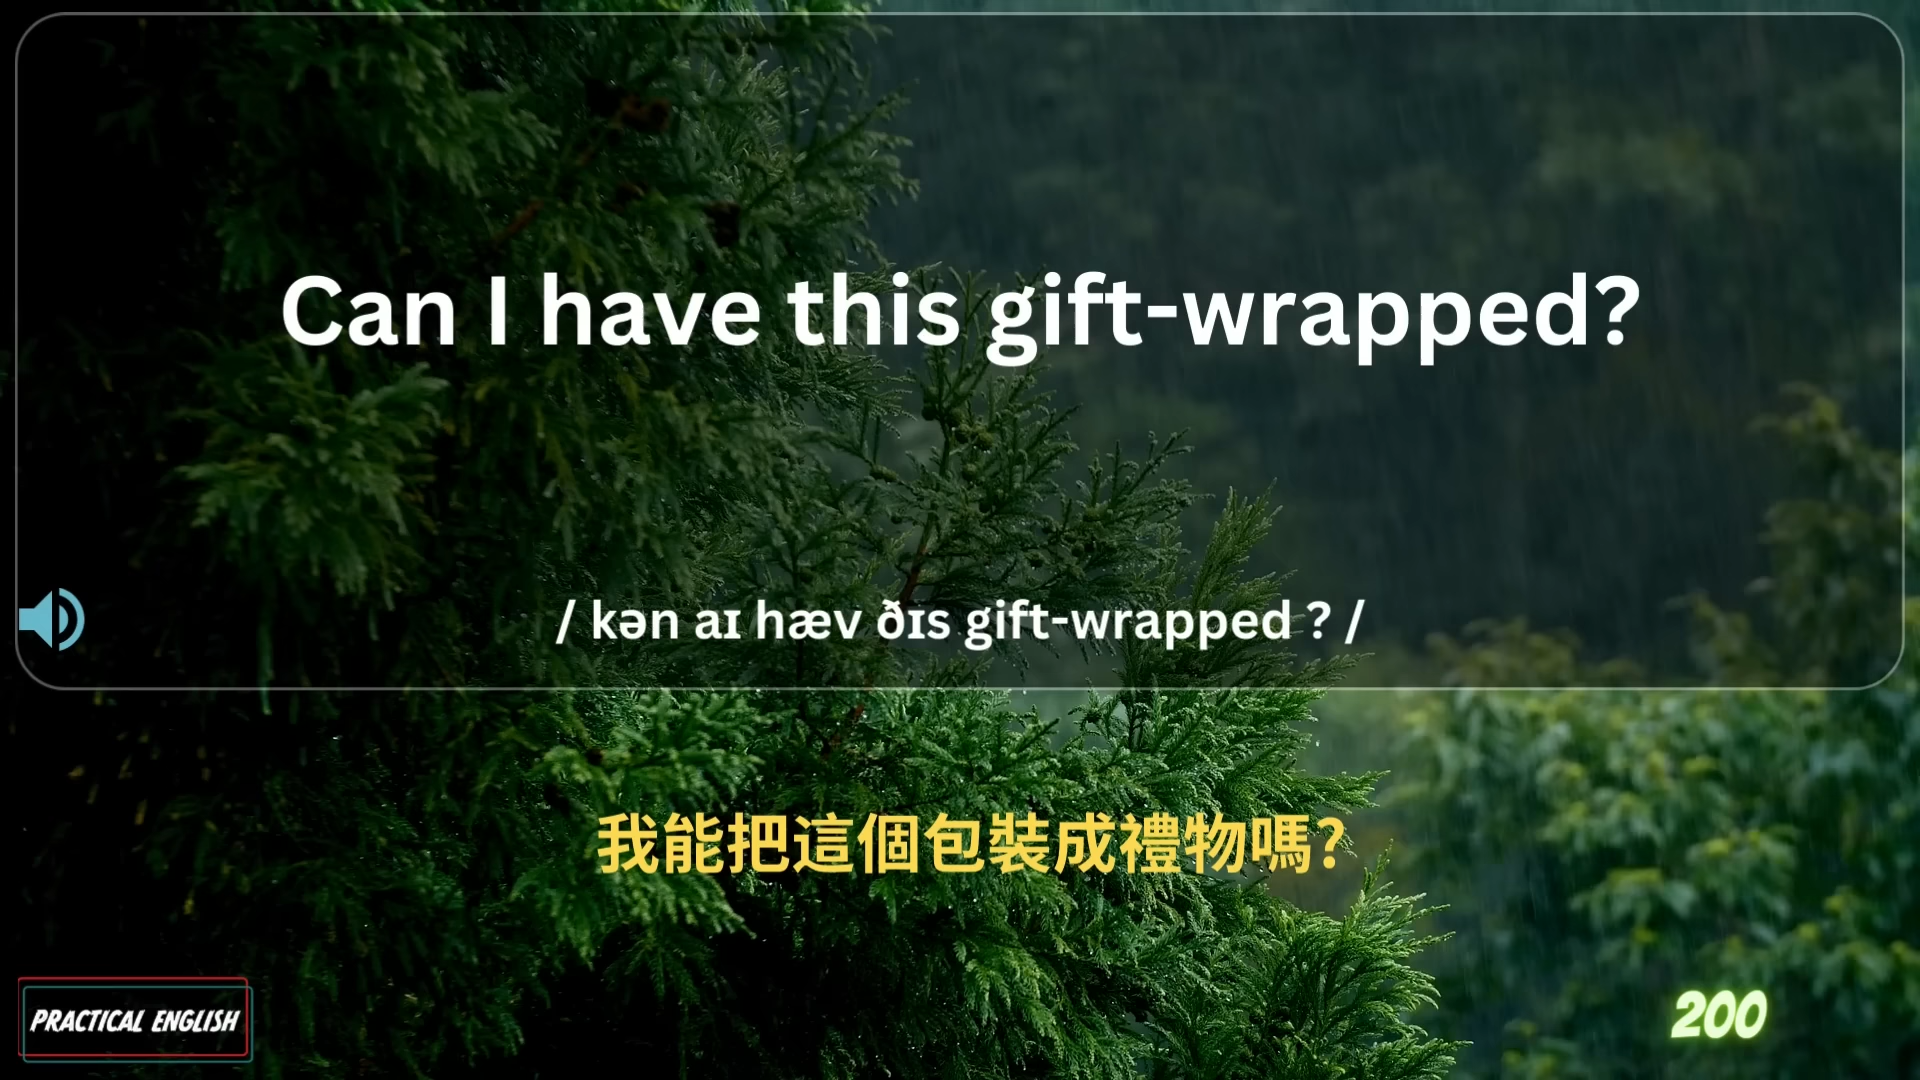 Can I have this gift-wrapped?
/ kən aɪ hæv ðɪs gift-wrapped ? /
我能把這個包裝成禮物嗎?
PRACTICAL ENGLISH
200